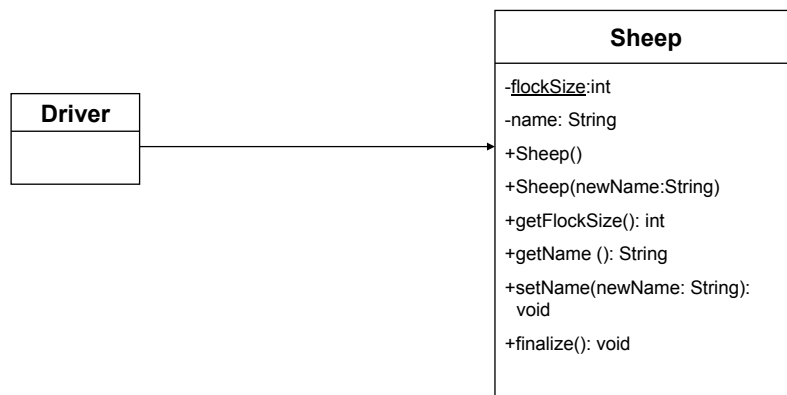 Driver
Sheep
-flockSize:int
-name: String
+Sheep()
+Sheep(newName:String)
+getFlockSize(): int
+getName (): String
+setName(newName: String):
void
+finalize(): void